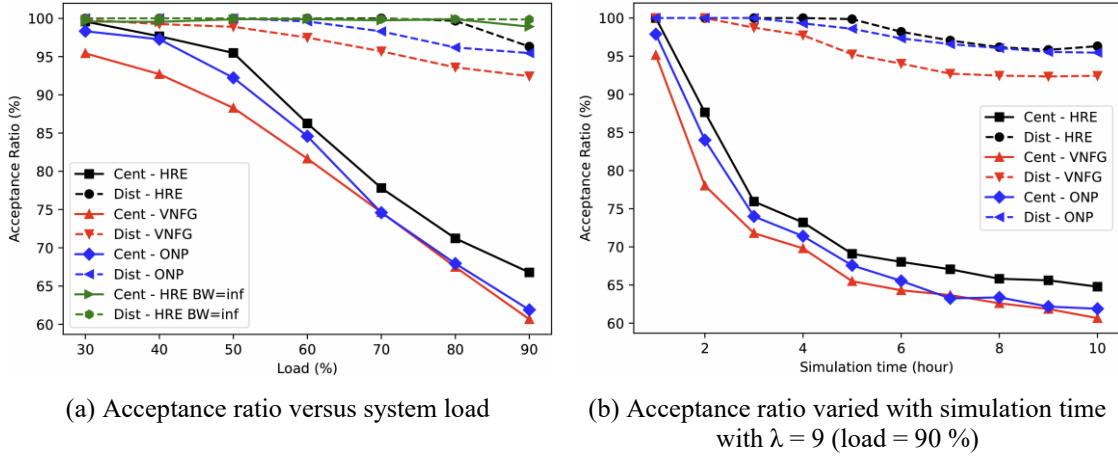 100
95
90
85
80
75
70
65
60
Acceptance Ratio (%)
Cent - HRE
Dist - HRE
Cent - VNFG
Dist - VNFG
Cent - ONP
Dist - ONP
Cent - HRE BW=inf
Dist - HRE BW=inf
30 40 50 60 70 80 90
Load (%)
(a) Acceptance ratio versus system load
100
95
90
85
80
75
70
65
60
Acceptance Ratio (%)
Cent - HRE
Dist - HRE
Cent - VNFG
Dist - VNFG
Cent - ONP
Dist - ONP
2 4 6 8 10
Simulation time (hour)
(b) Acceptance ratio varied with simulation time
with λ = 9 (load = 90 %)